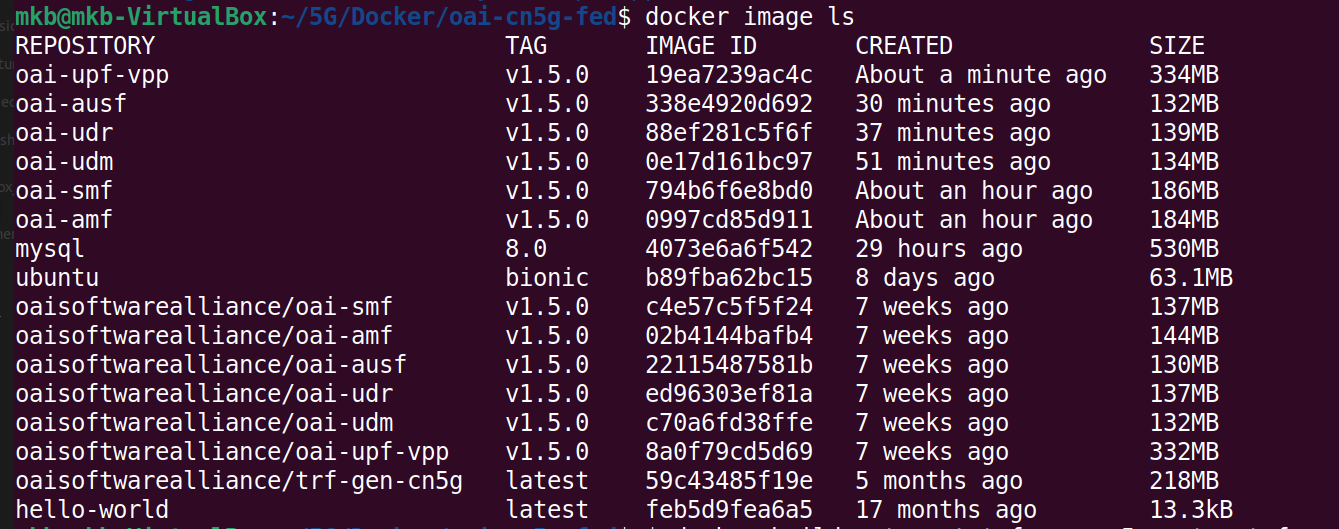 mkb@mkb-VirtualBox:~/5G/Docker/oai-cn5g-fed$ docker image ls
REPOSITORY TAG IMAGE ID CREATED SIZE
oai-upf-vpp v1.5.0 19ea7239ac4c About a minute ago 334MB
oai-ausf v1.5.0 338e4920d692 30 minutes ago 132MB
oai-udr v1.5.0 88ef281c5f6f 37 minutes ago 139MB
oai-udm v1.5.0 0e17d161bc97 51 minutes ago 134MB
oai-smf v1.5.0 794b6f6e8bd0 About an hour ago 186MB
oai-amf v1.5.0 0997cd85d911 About an hour ago 184MB
mysql 8.0 4073e6a6f542 29 hours ago 530MB
ubuntu bionic b89fba62bc15 8 days ago 63.1MB
oaisoftwarealliance/oai-smf v1.5.0 c4e57c5f5f24 7 weeks ago 137MB
oaisoftwarealliance/oai-amf v1.5.0 02b4144bafb4 7 weeks ago 144MB
oaisoftwarealliance/oai-ausf v1.5.0 22115487581b 7 weeks ago 130MB
oaisoftwarealliance/oai-udr v1.5.0 ed96303ef81a 7 weeks ago 137MB
oaisoftwarealliance/oai-udm v1.5.0 c70a6fd38ffe 7 weeks ago 132MB
oaisoftwarealliance/oai-upf-vpp v1.5.0 8a0f79cd5d69 7 weeks ago 332MB
oaisoftwarealliance/trf-gen-cn5g latest 59c43485f19e 5 months ago 218MB
hello-world latest feb5d9fea6a5 17 months ago 13.3kB